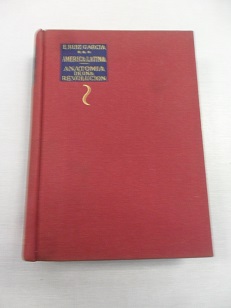 E. RUIZ GARCIA
AMERICA LATINA
ANATOMIA
DE UNA
REVOLUCION